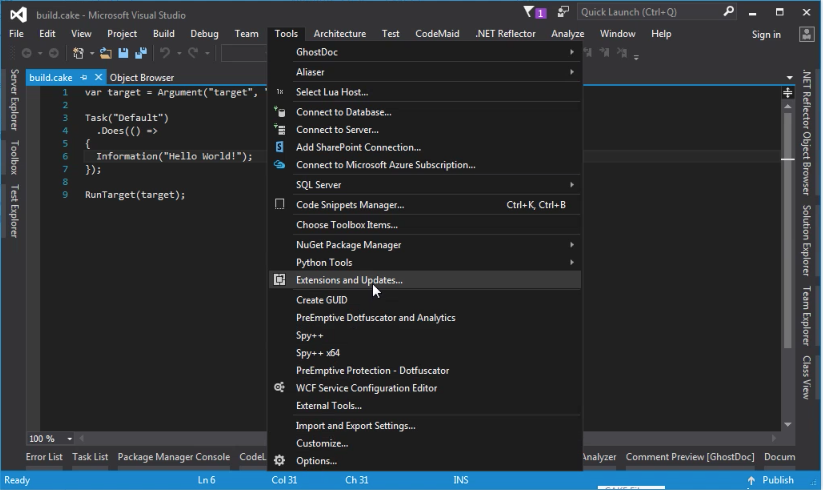 build.cake - Microsoft Visual Studio
1
Quick Launch (Ctrl+Q)
File Edit View Project Build Debug Team Tools Architecture Test CodeMaid .NET Reflector Analyze Window Help Sign in
build.cake
Object Browser
1 var target = Argument("target", "
2
3 Task("Default")
4 .Does(() =>
5 {
6 Information("Hello World!");
7 });
8
9 RunTarget(target);
GhostDoc
Aliaser
Select Lua Host...
Connect to Database...
Connect to Server...
Add SharePoint Connection...
Connect to Microsoft Azure Subscription...
SQL Server
Code Snippets Manager... Ctrl+K, Ctrl+B
Choose Toolbox Items...
NuGet Package Manager
Python Tools
Extensions and Updates...
Create GUID
PreEmptive Dotfuscator and Analytics
Spy++
Spy++ x64
PreEmptive Protection - Dotfuscator
WCF Service Configuration Editor
External Tools...
Import and Export Settings...
Customize...
Options...
Server Explorer
Toolbox
Test Explorer
.NET Reflector Object Browser
Solution Explorer
Team Explorer
Class View
100 %
Error List Task List Package Manager Console CodeL
Analyzer Comment Preview [GhostDoc] Docum
Ready Ln 6 Col 31 Ch 31 INS Publish